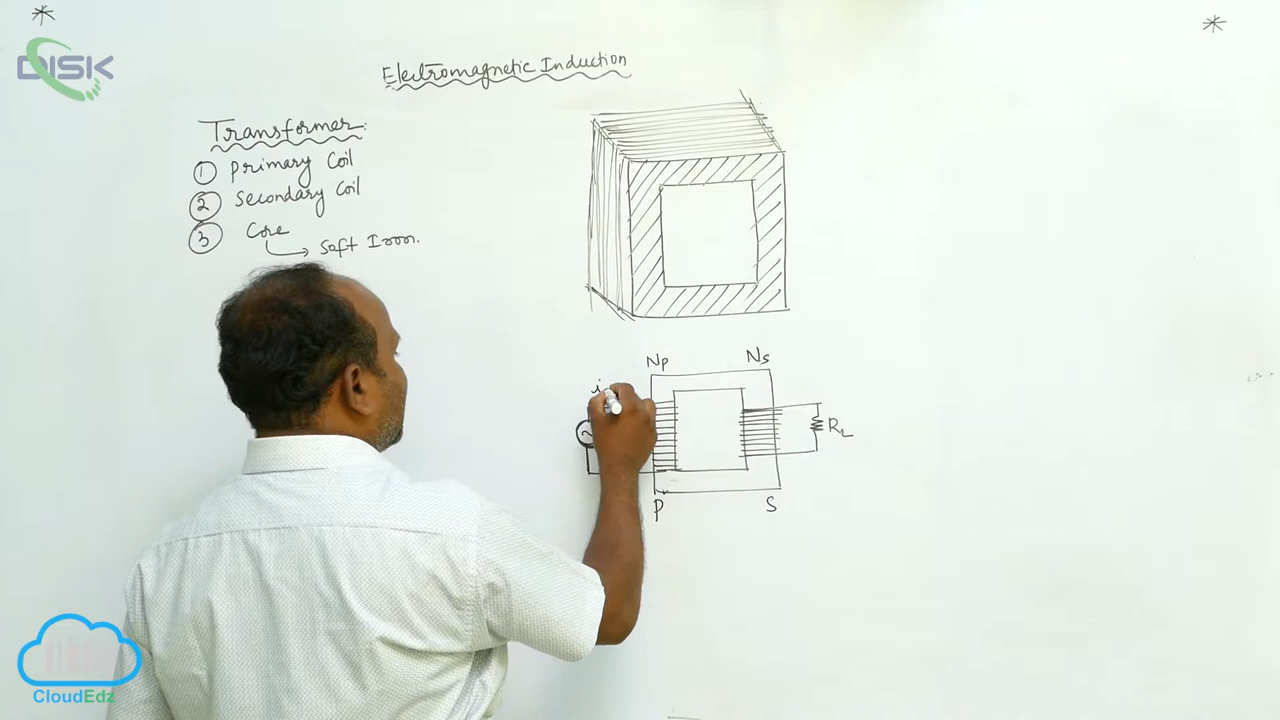 DISK
Electromagnetic Induction
Transformer:
① Primary Coil
② Secondary Coil
③ Core
Soft Iron.
Np Ns
i
RL
P S
CloudEdz